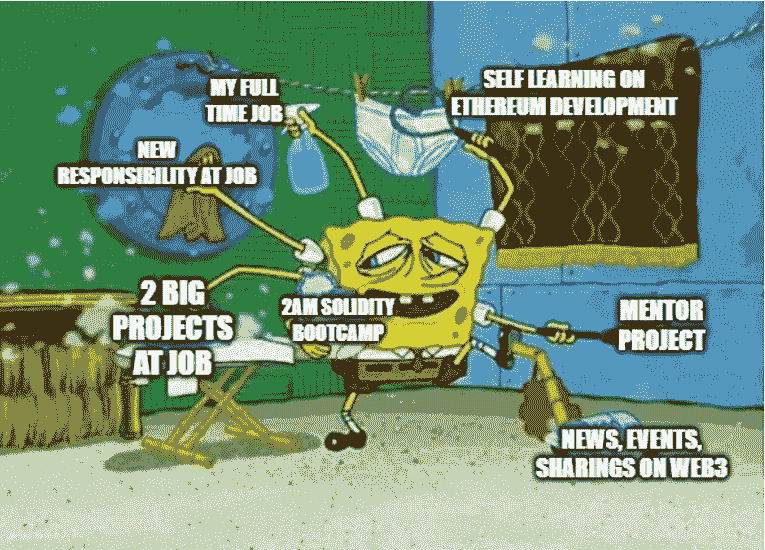 MY FULL
TIME JOB
SELF LEARNING ON
ETHEREUM DEVELOPMENT
NEW
RESPONSIBILITY AT JOB
2 BIG
PROJECTS
AT JOB
2AM SOLIDITY
BOOTCAMP
MENTOR
PROJECT
NEWS, EVENTS,
SHARINGS ON WEB3